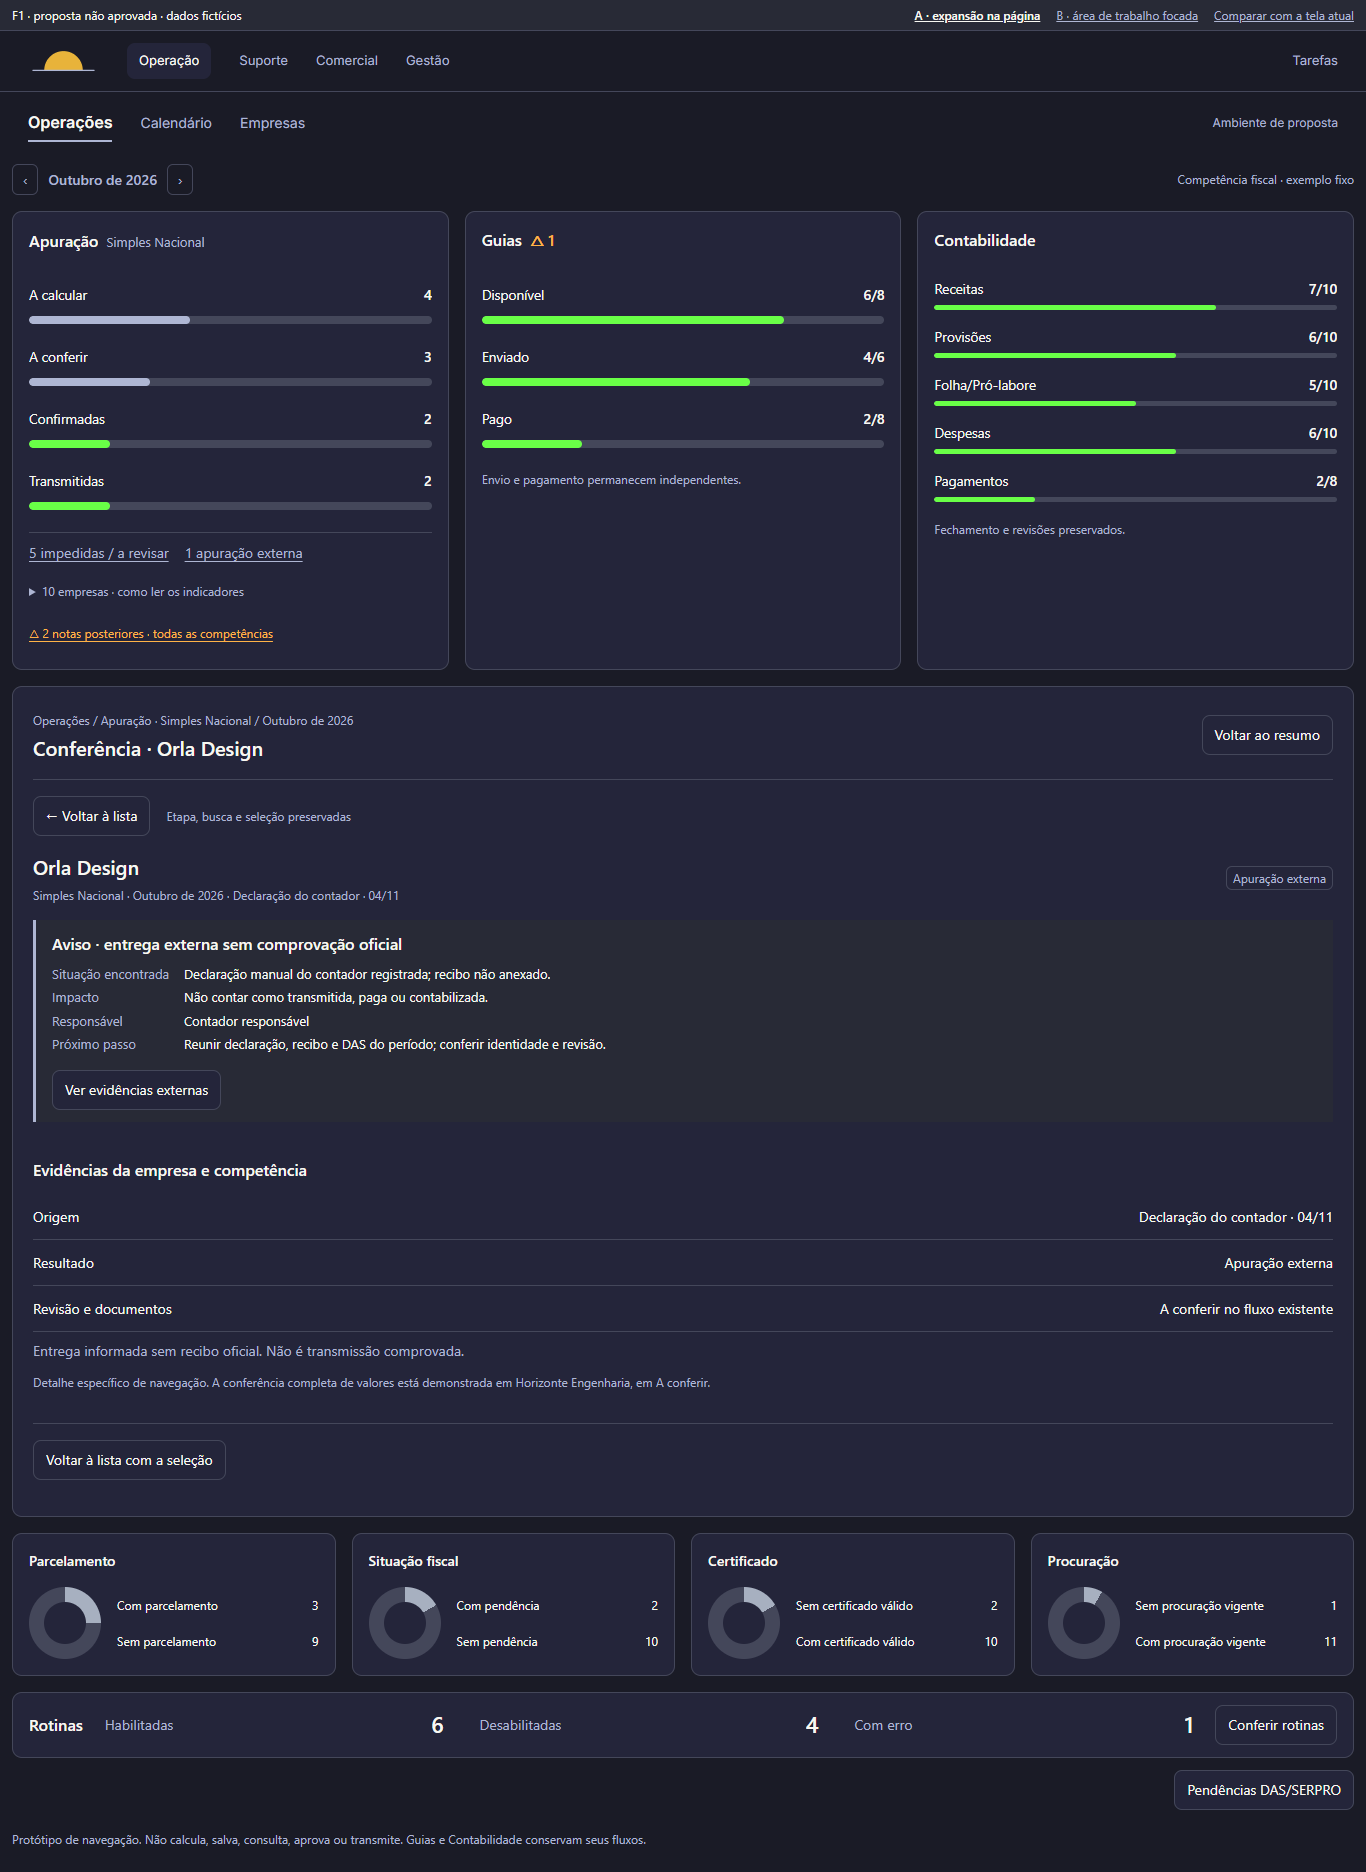 F1 · proposta não aprovada · dados fictícios
A · expansão na página
B · área de trabalho focada
Comparar com a tela atual
Operação
Suporte
Comercial
Gestão
Tarefas
Operações
Calendário
Empresas
Ambiente de proposta
‹ Outubro de 2026 ›
Competência fiscal · exemplo fixo
Apuração Simples Nacional
A calcular 4
A conferir 3
Confirmadas 2
Transmitidas 2
5 impedidas / a revisar 1 apuração externa
▶ 10 empresas · como ler os indicadores
△ 2 notas posteriores · todas as competências
Guias △ 1
Disponível 6/8
Enviado 4/6
Pago 2/8
Envio e pagamento permanecem independentes.
Contabilidade
Receitas 7/10
Provisões 6/10
Folha/Pró-labore 5/10
Despesas 6/10
Pagamentos 2/8
Fechamento e revisões preservados.
Operações / Apuração · Simples Nacional / Outubro de 2026
Conferência · Orla Design
Voltar ao resumo
← Voltar à lista
Etapa, busca e seleção preservadas
Orla Design
Simples Nacional · Outubro de 2026 · Declaração do contador · 04/11
Apuração externa
Aviso · entrega externa sem comprovação oficial
Situação encontrada Declaração manual do contador registrada; recibo não anexado.
Impacto Não contar como transmitida, paga ou contabilizada.
Responsável Contador responsável
Próximo passo Reunir declaração, recibo e DAS do período; conferir identidade e revisão.
Ver evidências externas
Evidências da empresa e competência
Origem Declaração do contador · 04/11
Resultado Apuração externa
Revisão e documentos A conferir no fluxo existente
Entrega informada sem recibo oficial. Não é transmissão comprovada.
Detalhe específico de navegação. A conferência completa de valores está demonstrada em Horizonte Engenharia, em A conferir.
Voltar à lista com a seleção
Parcelamento
Com parcelamento 3
Sem parcelamento 9
Situação fiscal
Com pendência 2
Sem pendência 10
Certificado
Sem certificado válido 2
Com certificado válido 10
Procuração
Sem procuração vigente 1
Com procuração vigente 11
Rotinas Habilitadas 6 Desabilitadas 4 Com erro 1 Conferir rotinas
Pendências DAS/SERPRO
Protótipo de navegação. Não calcula, salva, consulta, aprova ou transmite. Guias e Contabilidade conservam seus fluxos.